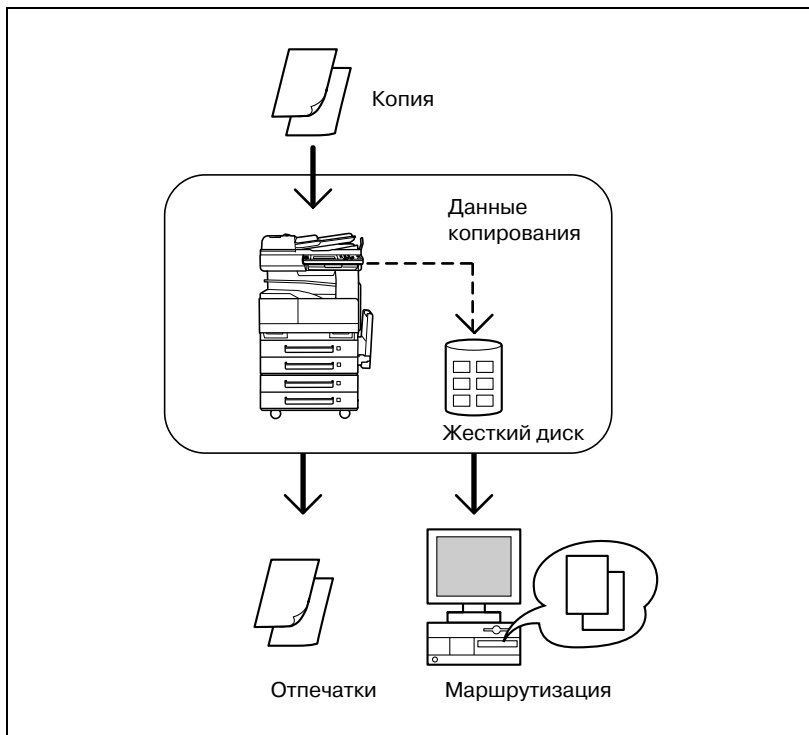 Копия
Данные
копирования
Жесткий диск
Отпечатки
Маршрутизация